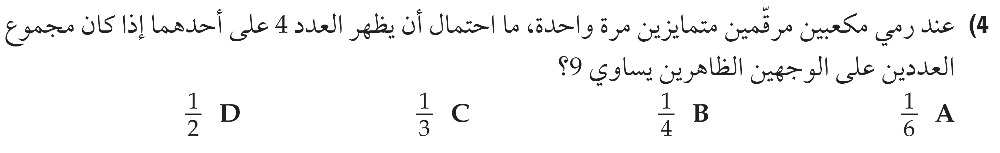 4) عند رمي مكعبين مرقّمين متمايزين مرة واحدة، ما احتمال أن يظهر العدد 4 على أحدهما إذا كان مجموع
العددين على الوجهين الظاهرين يساوي 9؟
A 1/6 B 1/4 C 1/3 D 1/2